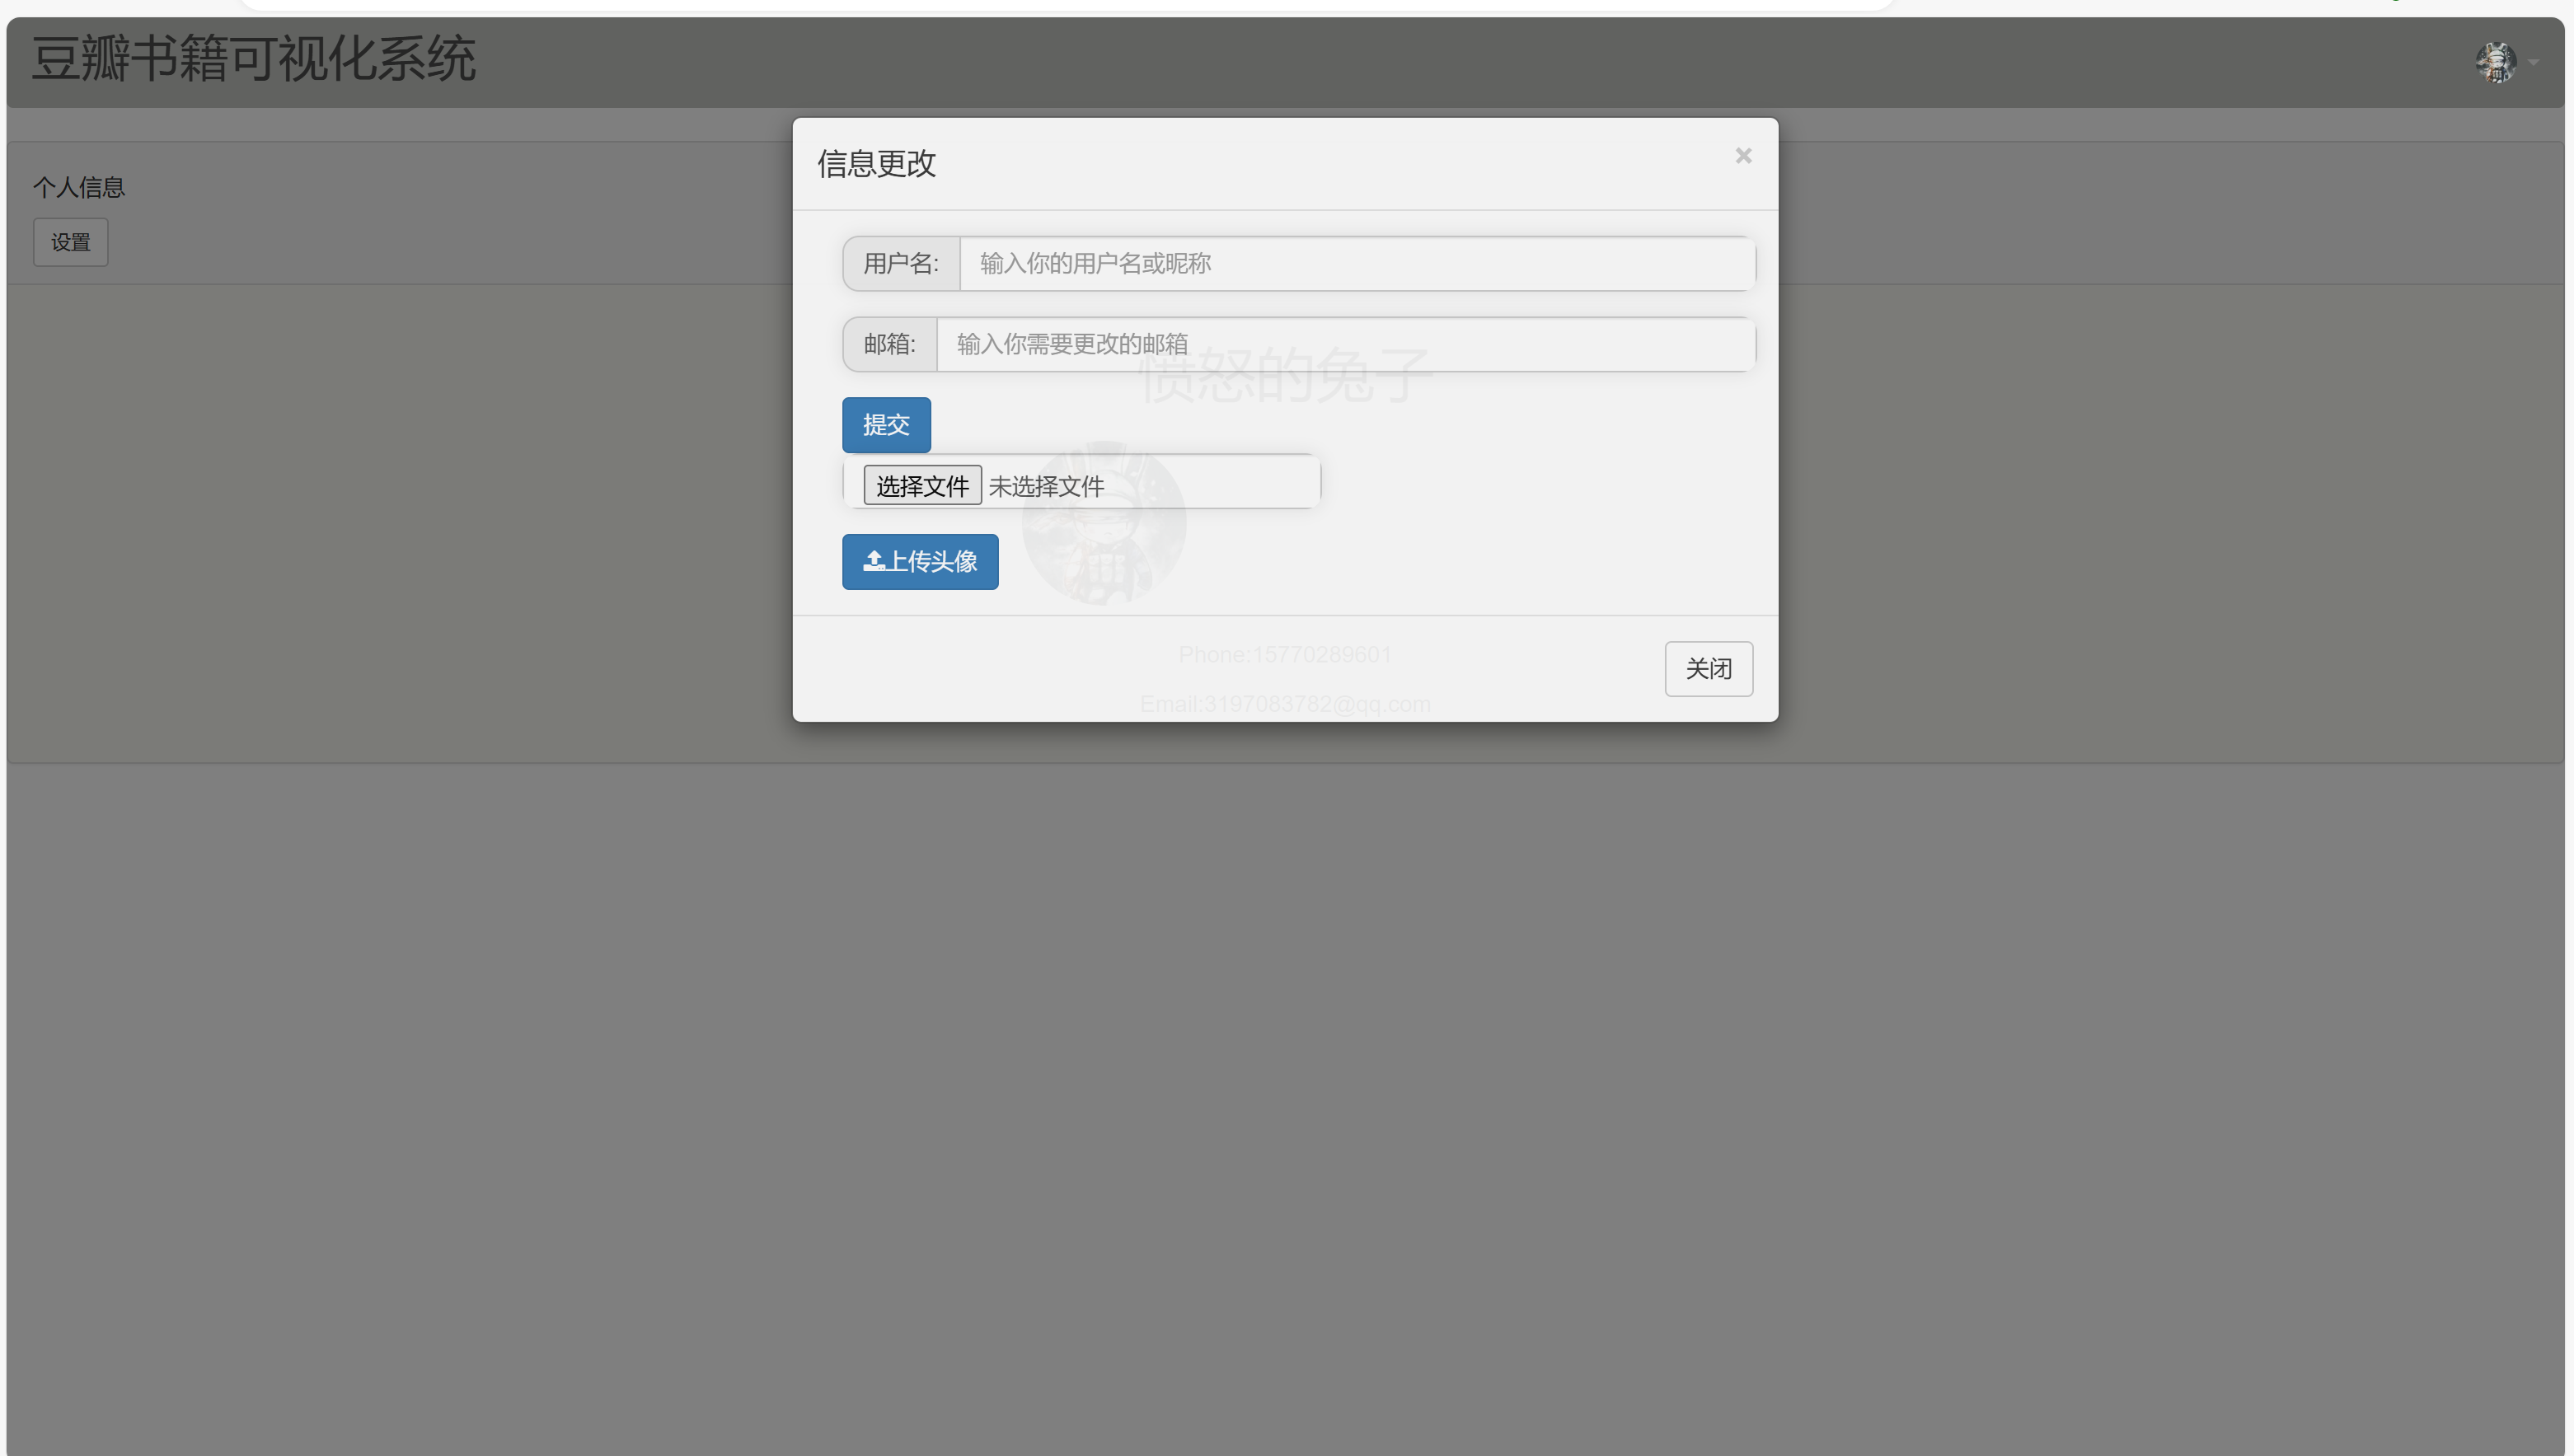 豆瓣书籍可视化系统
个人信息
设置
信息更改
×
用户名: 输入你的用户名或昵称
邮箱: 输入你需要更改的邮箱
愤怒的兔子
提交
选择文件 未选择文件
上传头像
Phone:15770289601
关闭
Email:3197083782@qq.com